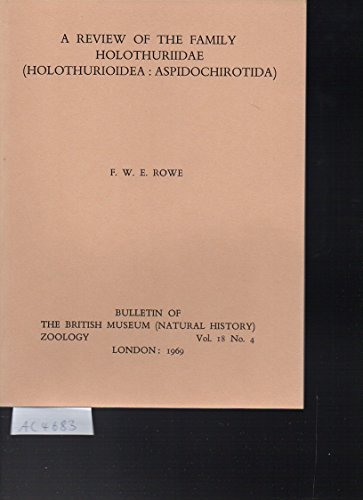 A REVIEW OF THE FAMILY
HOLOTHURIIDAE
(HOLOTHURIOIDEA : ASPIDOCHIROTIDA)
F. W. E. ROWE
BULLETIN OF
THE BRITISH MUSEUM (NATURAL HISTORY)
ZOOLOGY Vol. 18 No. 4
LONDON : 1969
AC4683